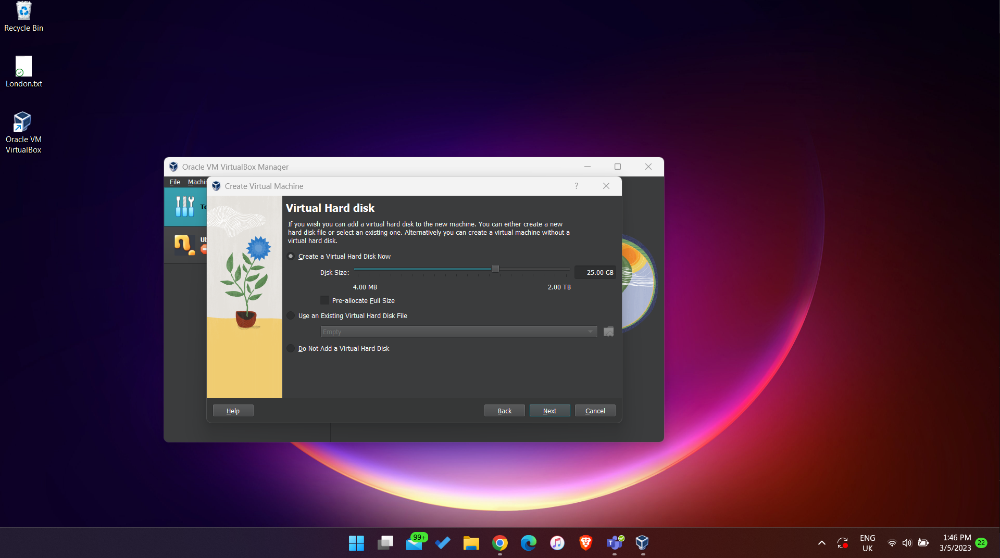 Recycle Bin
London.txt
Oracle VM
VirtualBox
Oracle VM VirtualBox Manager
File
Create Virtual Machine
?
Virtual Hard disk
If you wish you can add a virtual hard disk to the new machine. You can either create a new
hard disk file or select an existing one. Alternatively you can create a virtual machine without a
virtual hard disk.
Create a Virtual Hard Disk Now
Disk Size:
25.00 GB
4.00 MB
2.00 TB
Pre-allocate Full Size
Use an Existing Virtual Hard Disk File
Empty
Do Not Add a Virtual Hard Disk
Help
Back
Next
Cancel
99+
ENG
UK
1:46 PM
3/5/2023
22